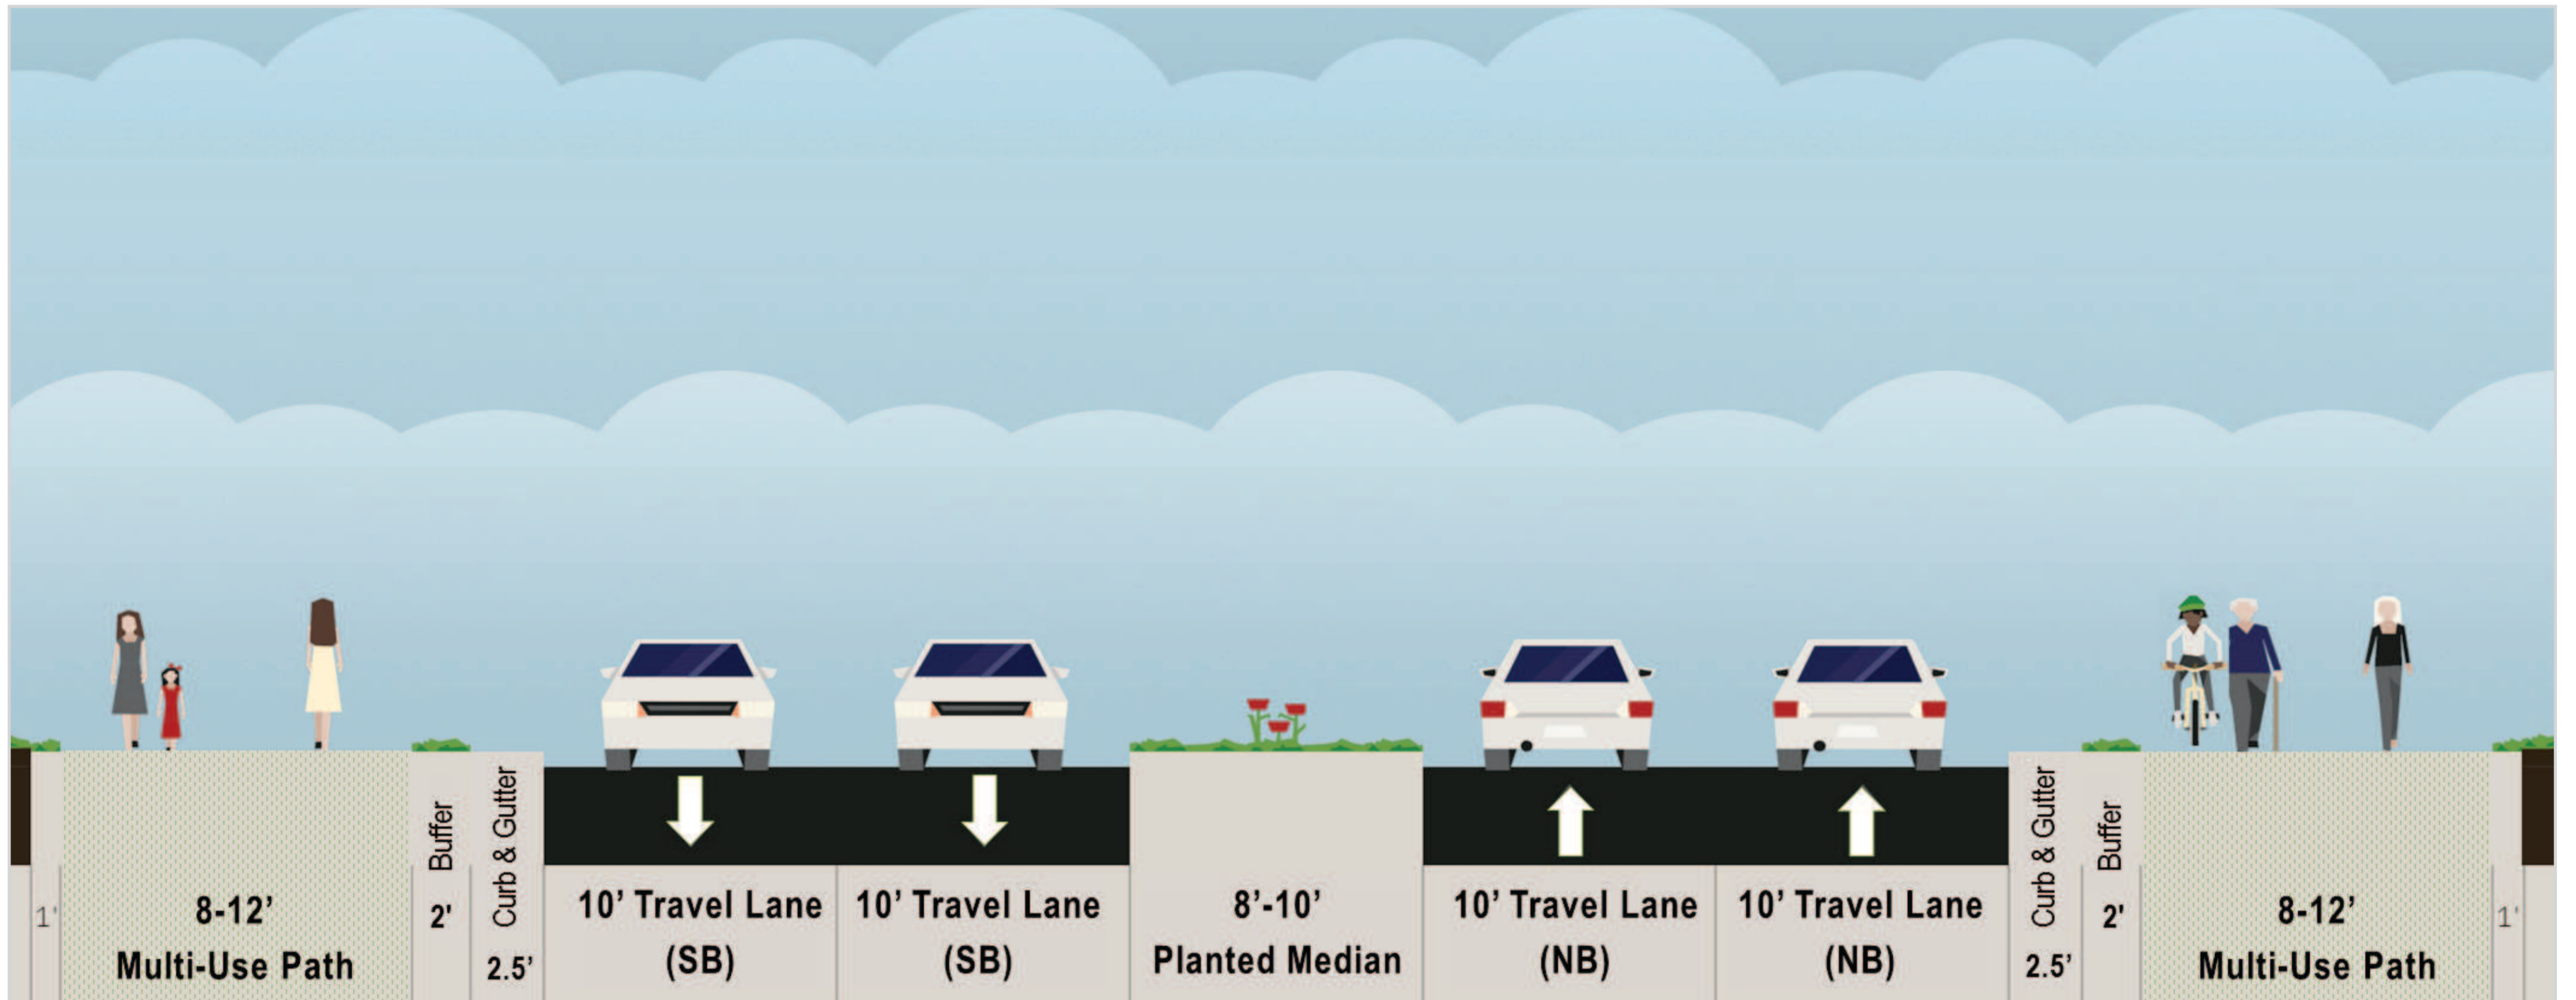 1'
8-12'
Multi-Use Path
Buffer
2'
Curb & Gutter
2.5'
10' Travel Lane
(SB)
10' Travel Lane
(SB)
8'-10'
Planted Median
10' Travel Lane
(NB)
10' Travel Lane
(NB)
Curb & Gutter
2.5'
Buffer
2'
8-12'
Multi-Use Path
1'